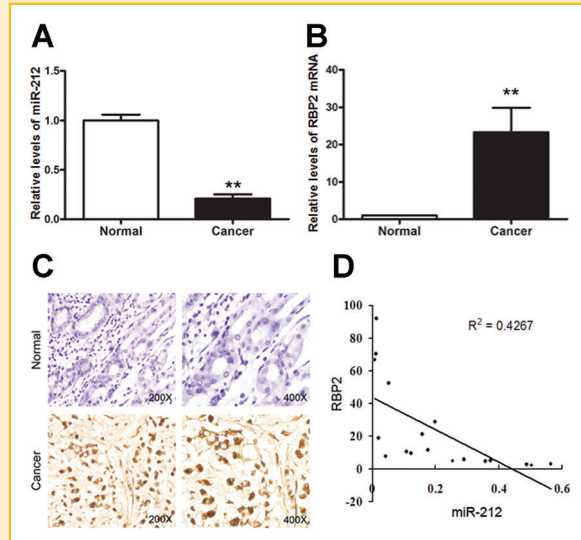 A
Relative levels of miR-212
1.5
1.0
0.5
0.0
**
Normal
Cancer
B
Relative levels of RBP2 mRNA
40
30
20
10
0
**
Normal
Cancer
C
Normal
200X
400X
Cancer
200X
400X
D
RBP2
100
80
60
40
20
0
-20
R² = 0.4267
0
0.2
0.4
0.6
miR-212